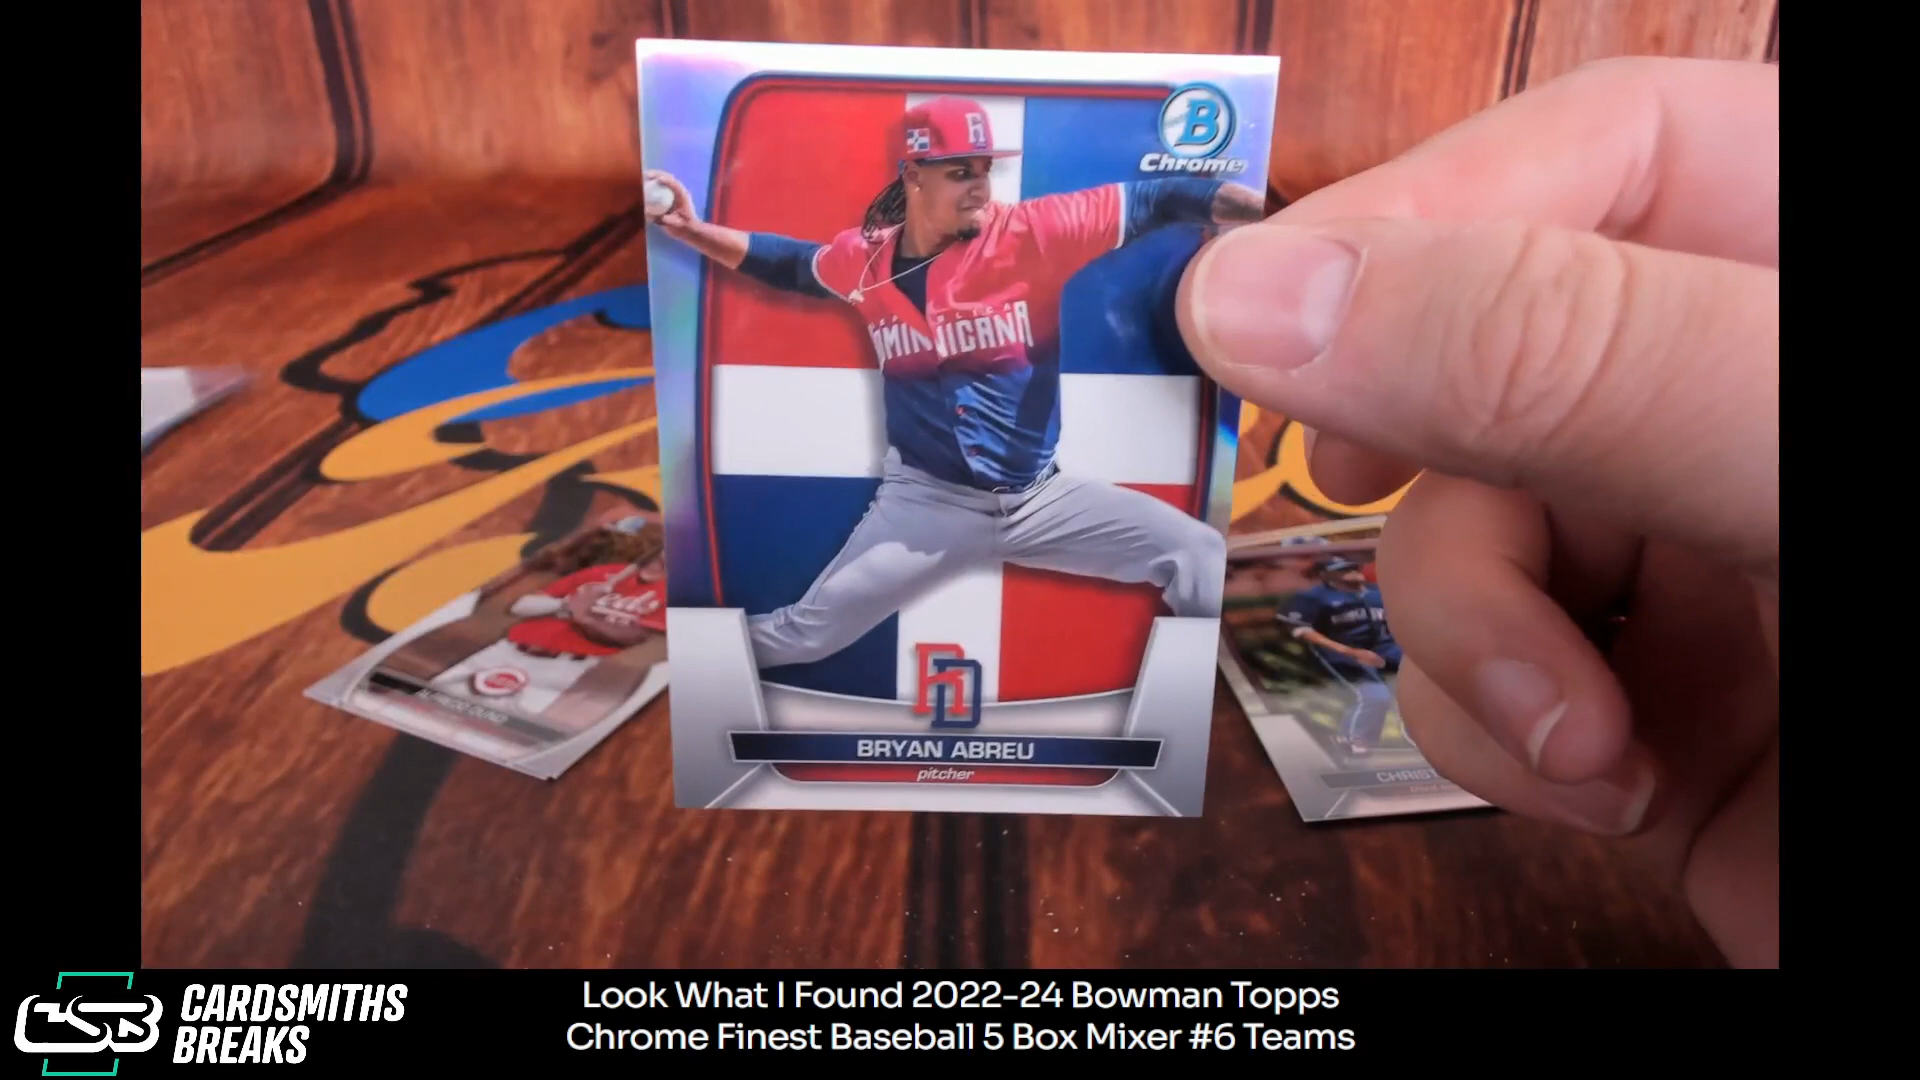 B
Chrome
DOMINICANA
RD
BRYAN ABREU
pitcher
CSB
CARDSMITHS
BREAKS
Look What I Found 2022-24 Bowman Topps
Chrome Finest Baseball 5 Box Mixer #6 Teams